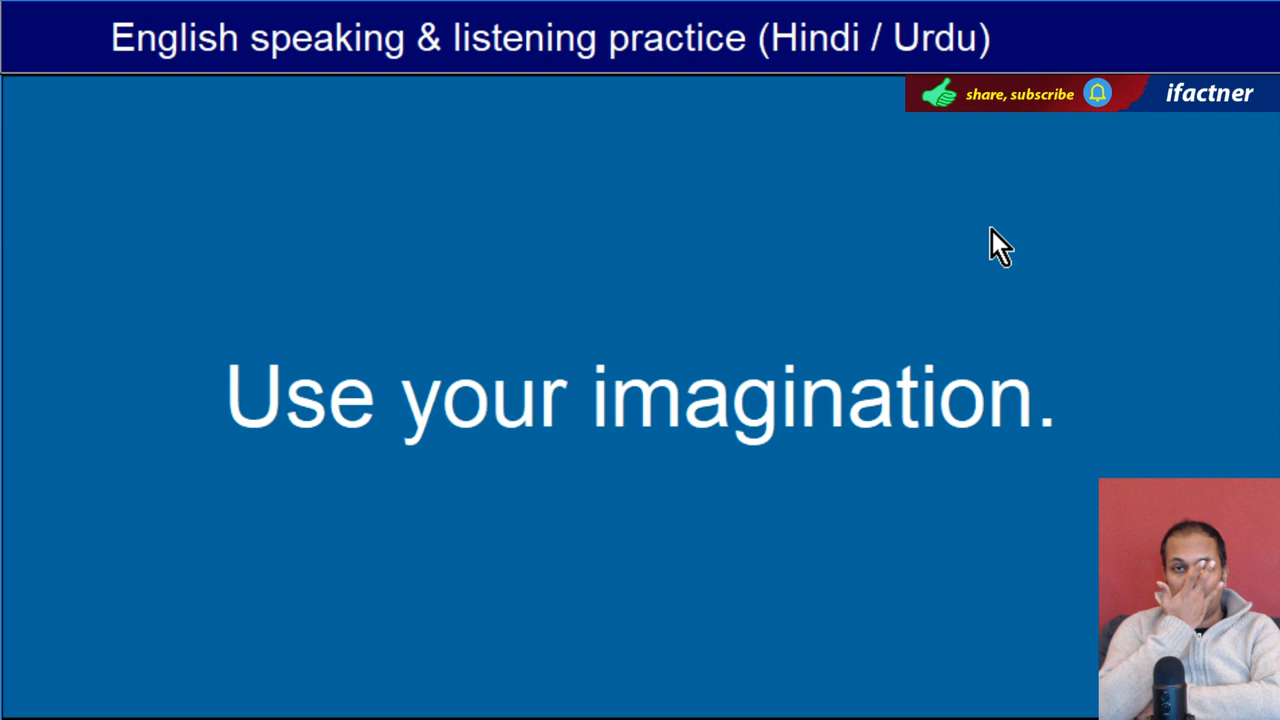 English speaking & listening practice (Hindi / Urdu)
share, subscribe
ifactner
Use your imagination.